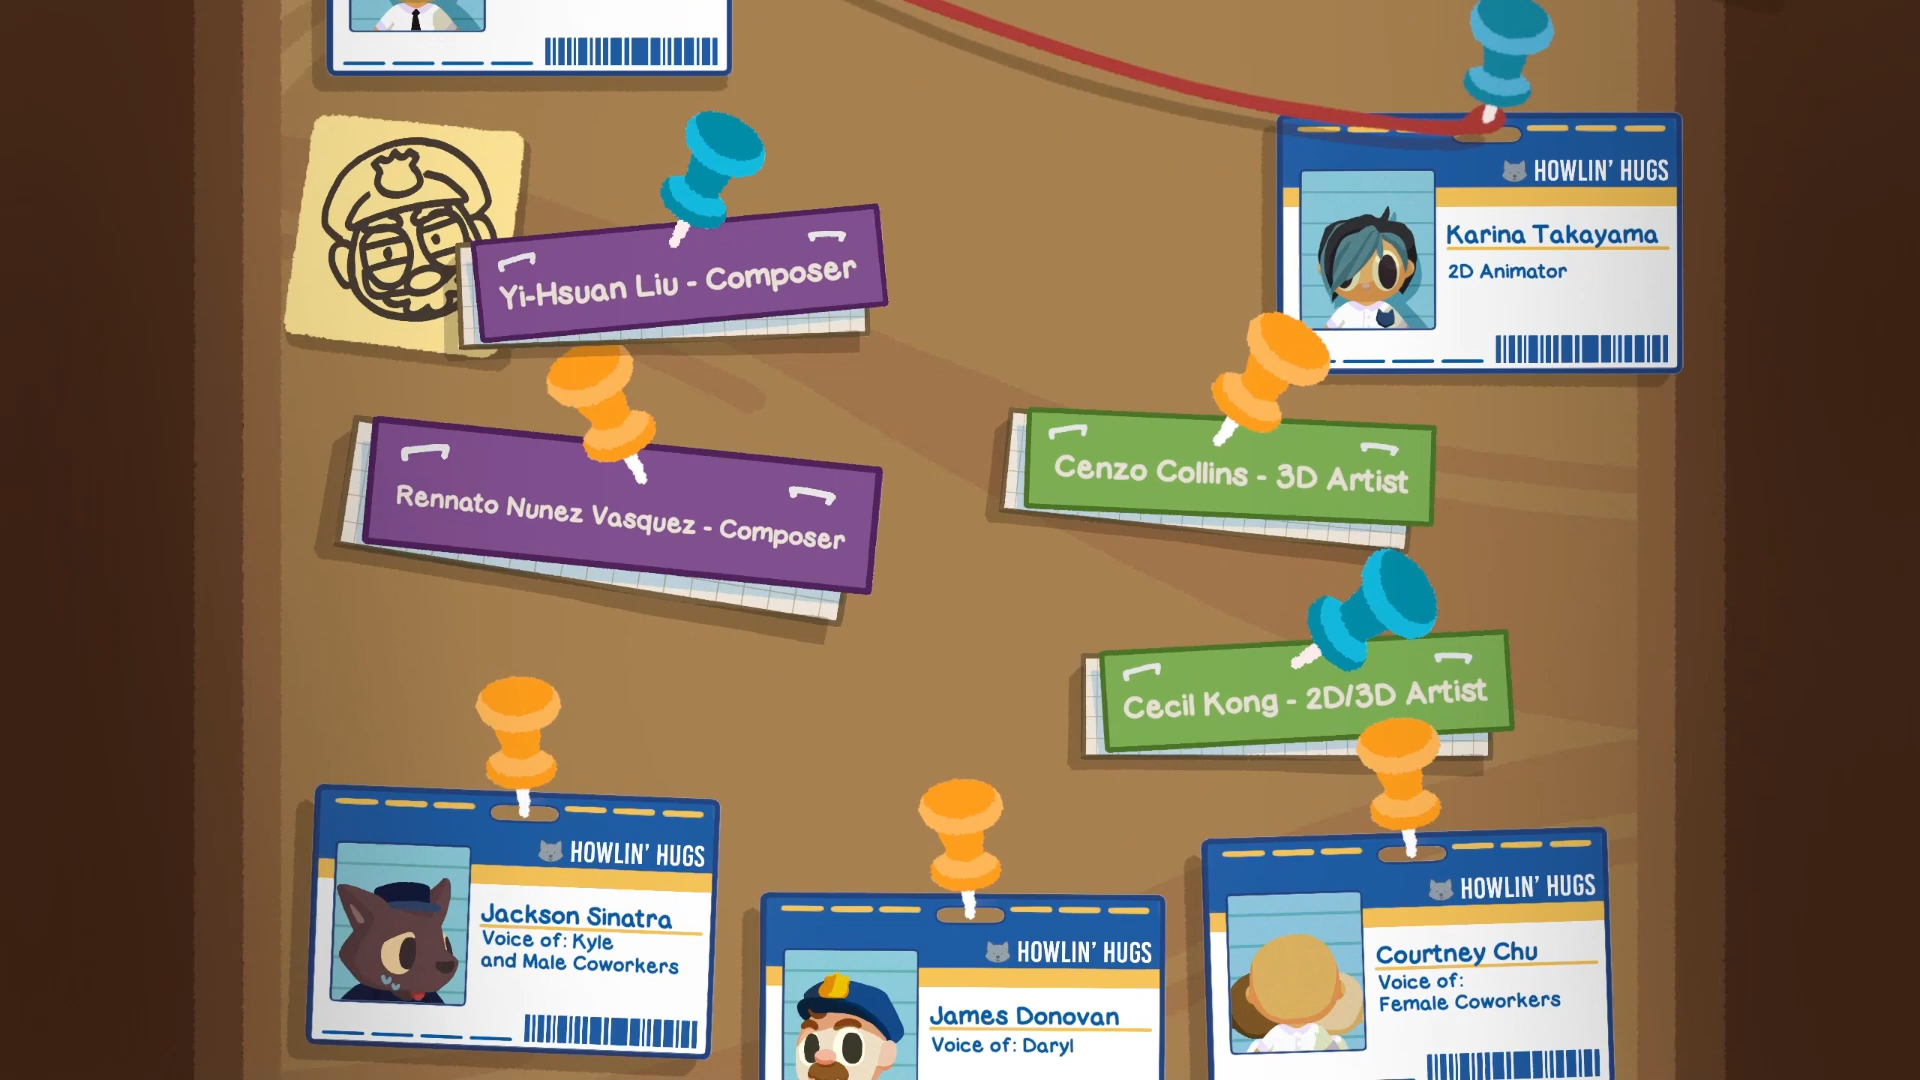 HOWLIN' HUGS
Karina Takayama
2D Animator
Yi-Hsuan Liu - Composer
Rennato Nunez Vasquez - Composer
Cenzo Collins - 3D Artist
Cecil Kong - 2D/3D Artist
HOWLIN' HUGS
Jackson Sinatra
Voice of: Kyle
and Male Coworkers
HOWLIN' HUGS
James Donovan
Voice of: Daryl
HOWLIN' HUGS
Courtney Chu
Voice of:
Female Coworkers